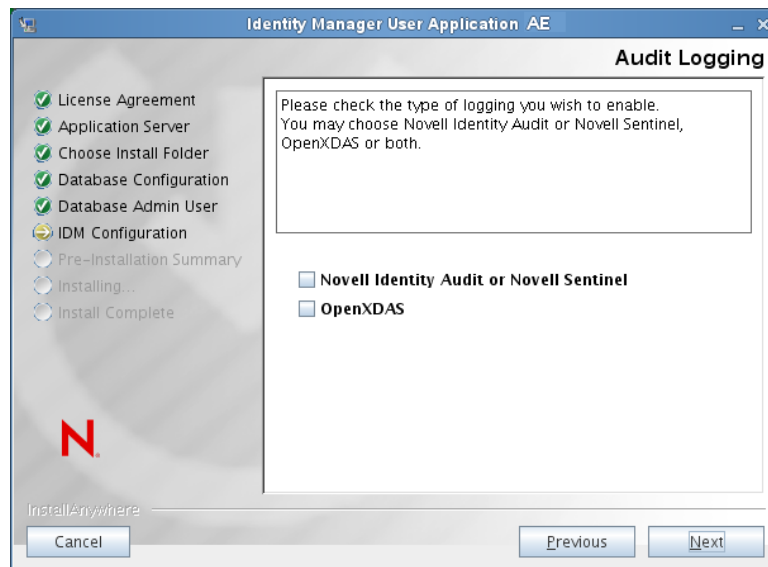 Identity Manager User Application AE
Audit Logging
License Agreement
Application Server
Choose Install Folder
Database Configuration
Database Admin User
IDM Configuration
Pre-Installation Summary
Installing...
Install Complete
Please check the type of logging you wish to enable.
You may choose Novell Identity Audit or Novell Sentinel,
OpenXDAS or both.
Novell Identity Audit or Novell Sentinel
OpenXDAS
N
InstallAnywhere
Cancel
Previous
Next